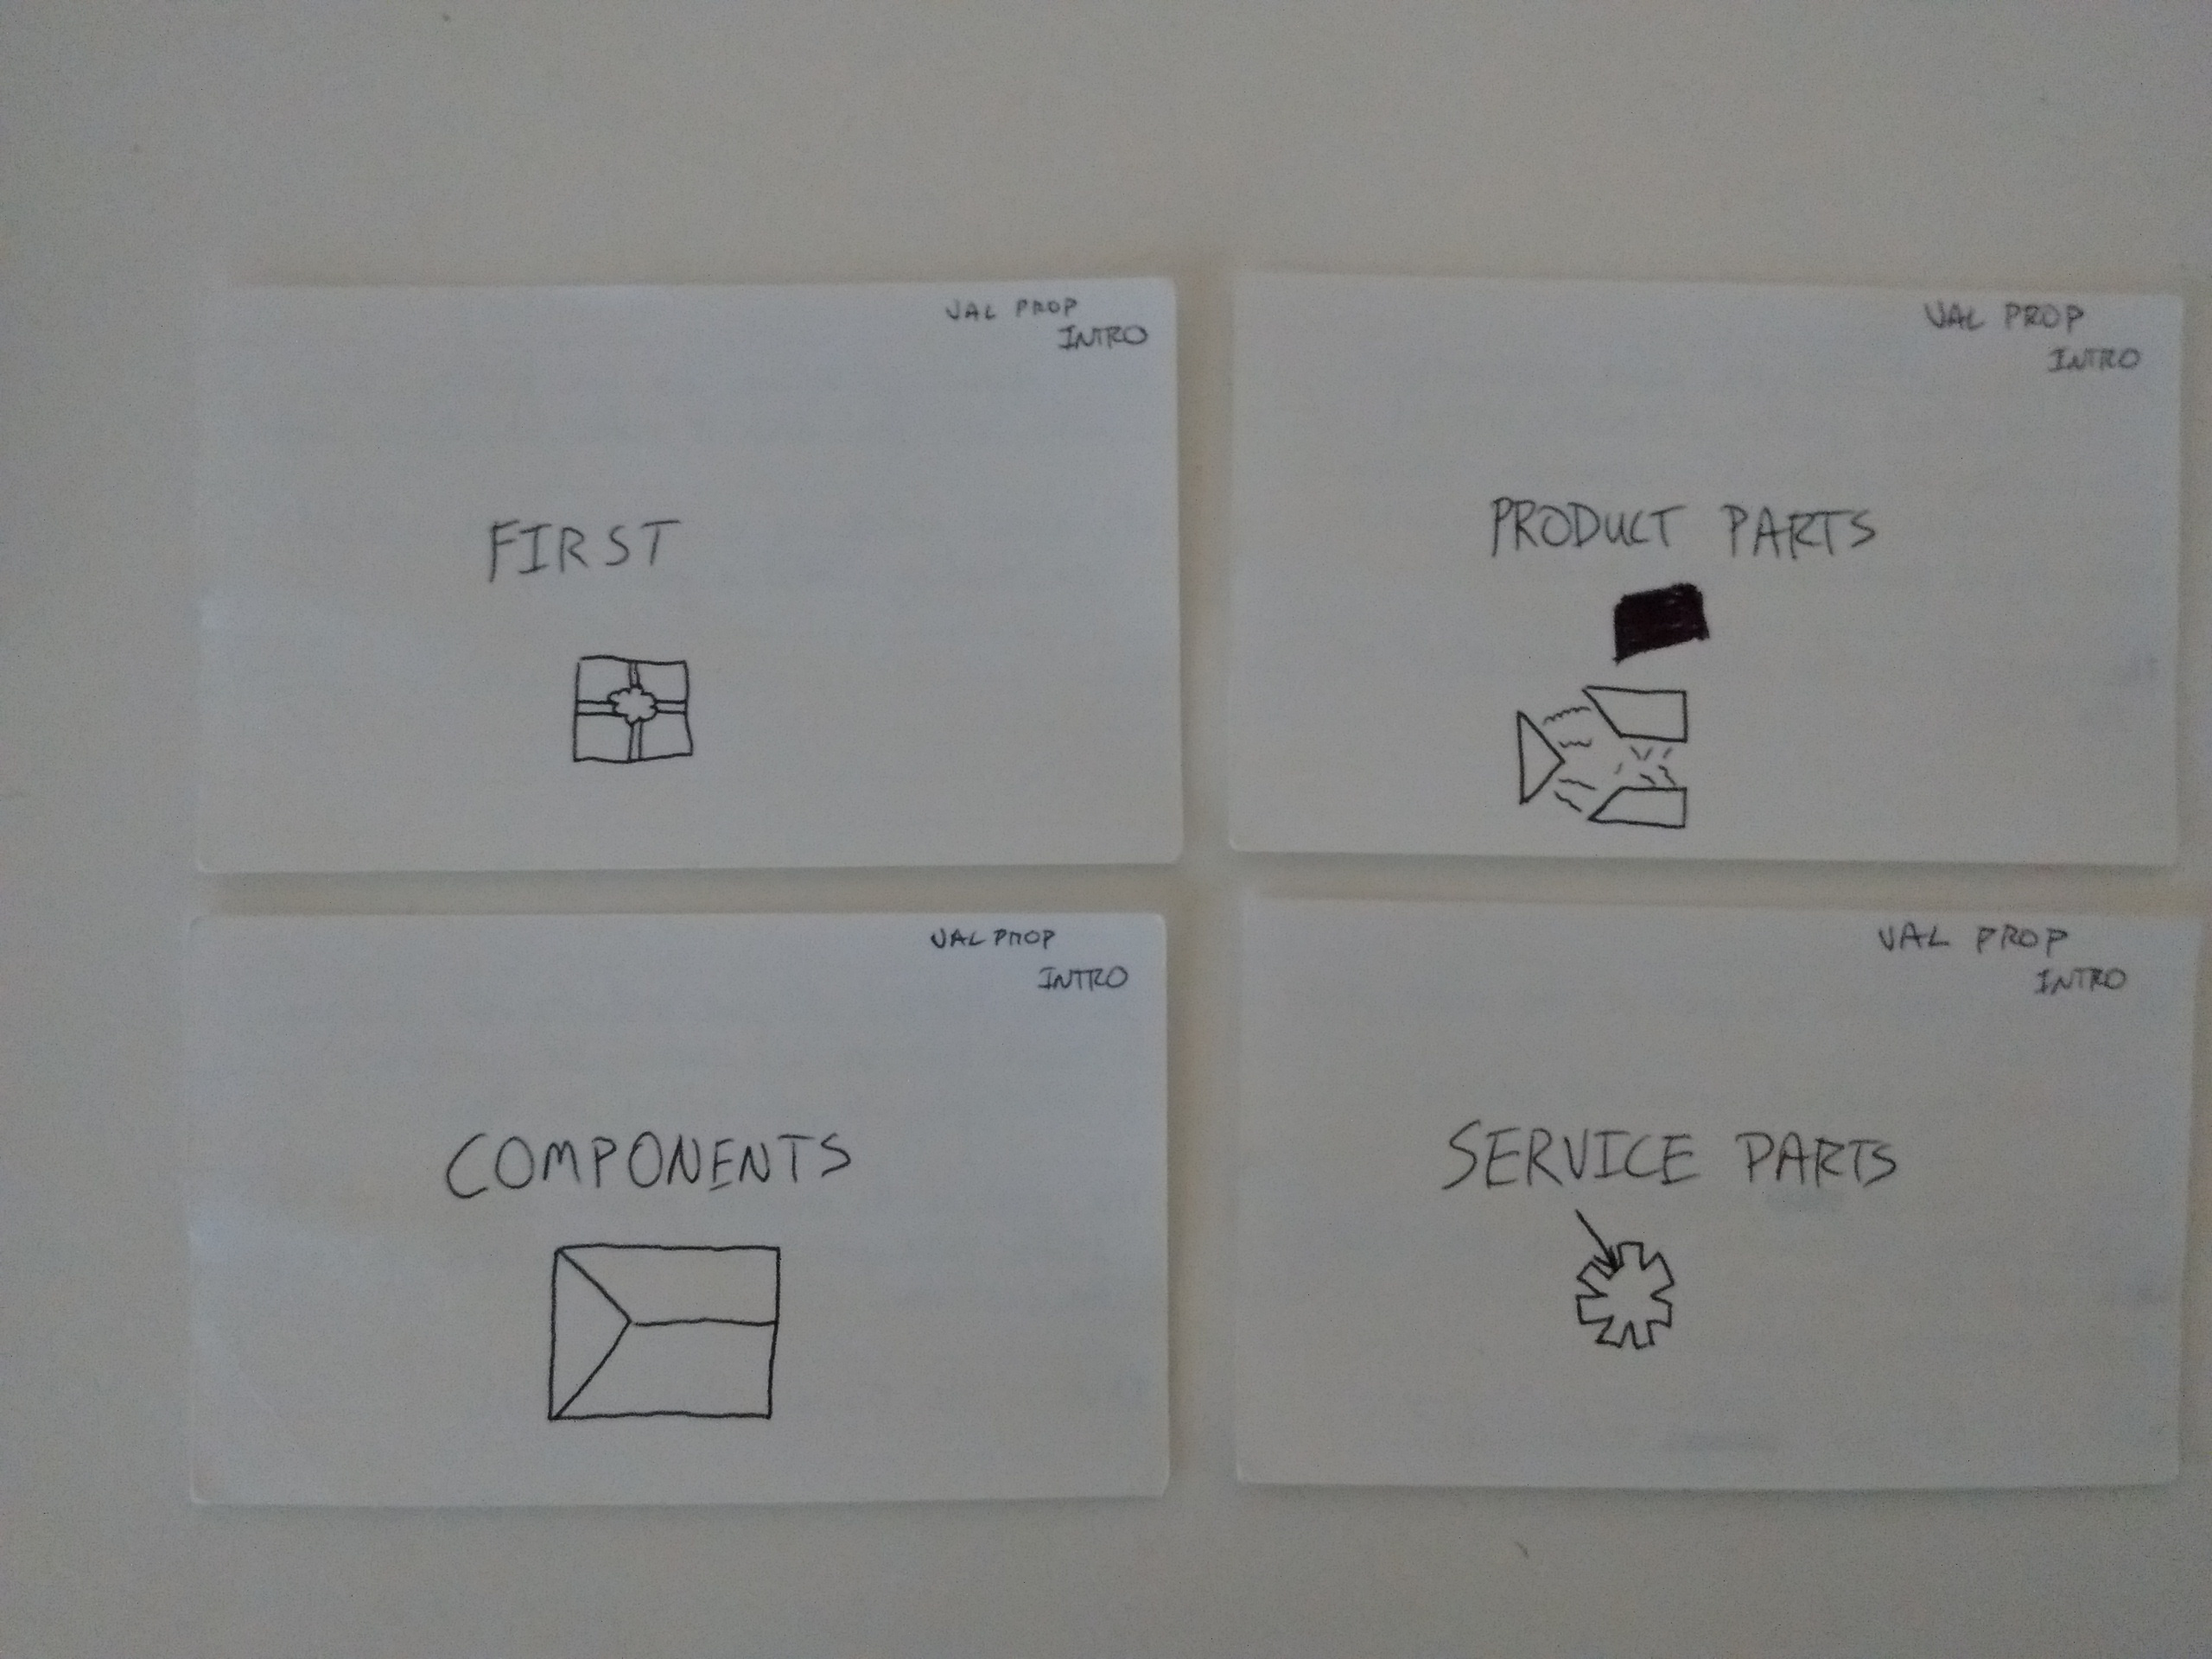 VAL PROP
INTRO
FIRST
VAL PROP
INTRO
PRODUCT PARTS
VAL PROP
INTRO
COMPONENTS
VAL PROP
INTRO
SERVICE PARTS